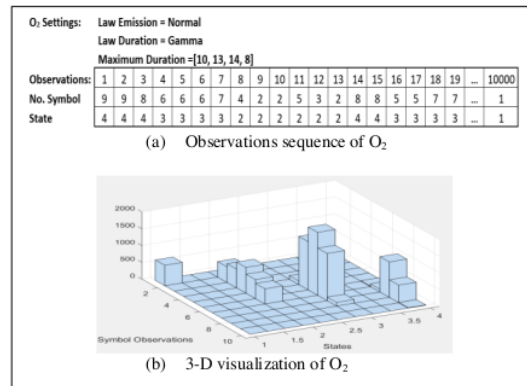 O₂ Settings: Law Emission = Normal
Law Duration = Gamma
Maximum Duration =[10, 13, 14, 8]
Observations: 1 2 3 4 5 6 7 8 9 10 11 12 13 14 15 16 17 18 19 ... 10000
No. Symbol 9 9 8 6 6 6 7 4 2 2 5 3 2 8 8 5 5 7 7 ... 1
State 4 4 4 3 3 3 3 2 2 2 2 2 2 4 4 3 3 3 3 ... 1
(a) Observations sequence of O₂
2000
1500
1000
500
0
2
4
6
8
10
Symbol Observations
1
1.5
2
2.5
3
3.5
4
States
(b) 3-D visualization of O₂